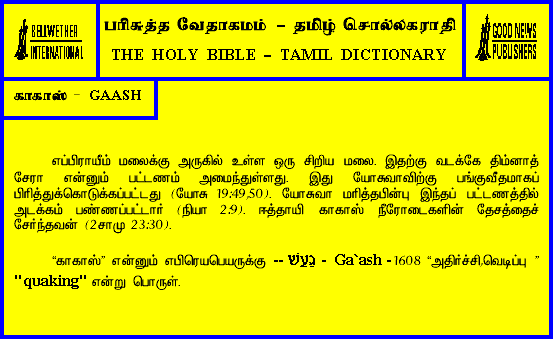 BELLWETHER
INTERNATIONAL
பரிசுத்த வேதாகமம் – தமிழ் சொல்லகராதி
THE HOLY BIBLE – TAMIL DICTIONARY
GOOD NEWS
PUBLISHERS
காகாஸ் - GAASH
எப்பிராயீம் மலைக்கு அருகில் உள்ள ஒரு சிறிய மலை. இதற்கு வடக்கே திம்னாத்
சேரா என்னும் பட்டணம் அமைந்துள்ளது. இது யோசுவாவிற்கு பங்குவீதமாகப்
பிரித்துக்கொடுக்கப்பட்டது (யோசு 19:49,50). யோசுவா மரித்தபின்பு இந்தப் பட்டணத்தில்
அடக்கம் பண்ணப்பட்டார் (நியா 2:9). ஈத்தாயி காகாஸ் நீரோடைகளின் தேசத்தைச்
சேர்ந்தவன் (2சாமு 23:30).
“காகாஸ்” என்னும் எபிரெயபெயருக்கு -- גַּעַשׁ - Ga`ash -1608 “அதிர்ச்சி,வெடிப்பு ”
"quaking" என்று பொருள்.